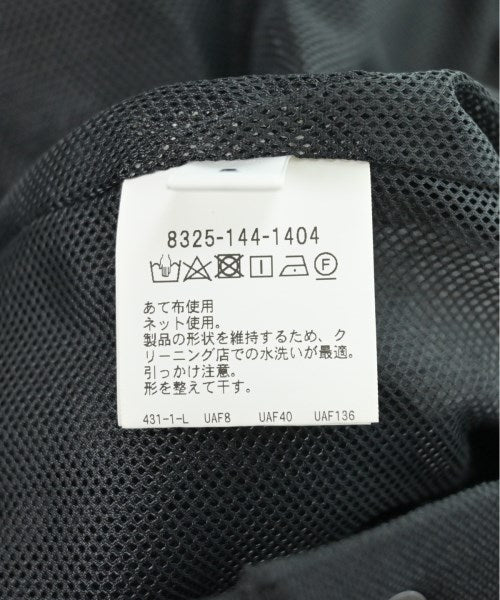 8325-144-1404
F
あて布使用
ネット使用。
製品の形状を維持するため、ク
リーニング店での水洗いが最適。
引っかけ注意。
形を整えて干す。
431-1-L UAF8 UAF40 UAF136